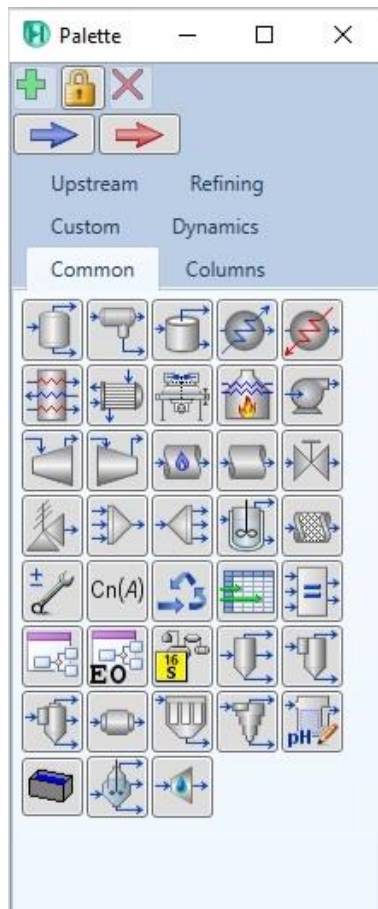 Palette
Upstream Refining
Custom Dynamics
Common Columns
Cn(A)
EO
16
S
pH